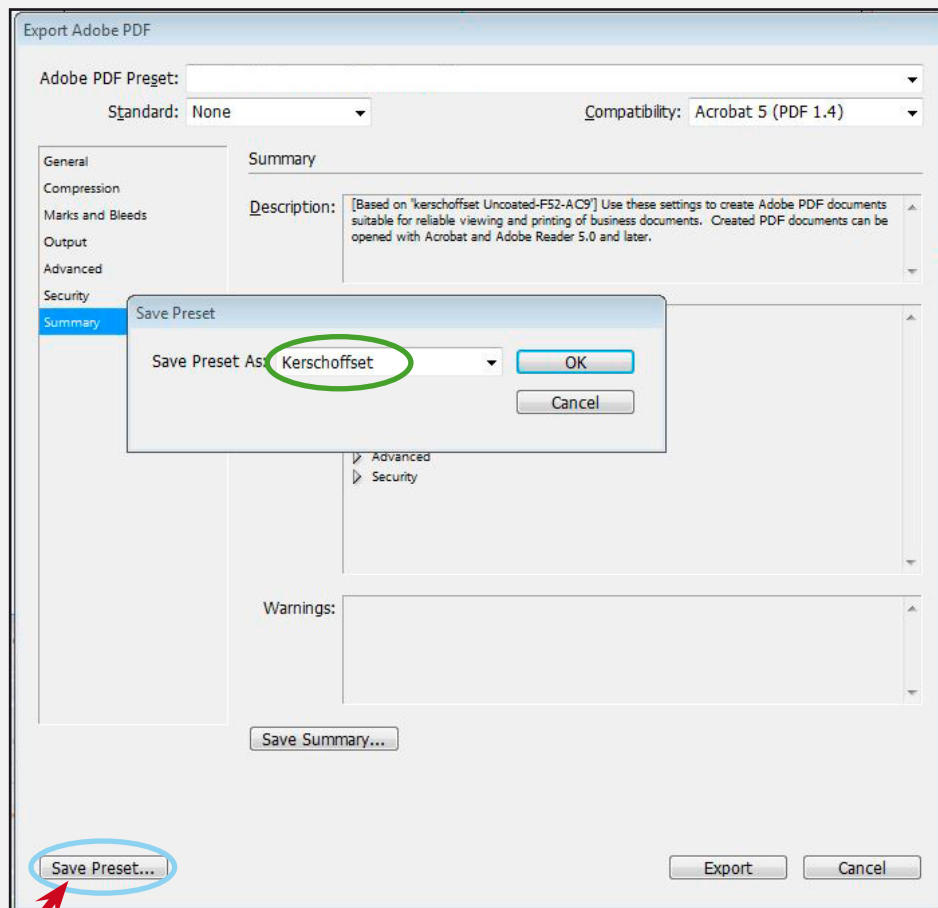 Export Adobe PDF
Adobe PDF Preset:
Standard: None
Compatibility: Acrobat 5 (PDF 1.4)
General
Compression
Marks and Bleeds
Output
Advanced
Security
Summary
Summary
Description:
[Based on 'kerschoffset Uncoated-F52-AC9'] Use these settings to create Adobe PDF documents
suitable for reliable viewing and printing of business documents. Created PDF documents can be
opened with Acrobat and Adobe Reader 5.0 and later.
Save Preset
Save Preset As: Kerschoffset
OK
Cancel
Advanced
Security
Warnings:
Save Summary...
Save Preset...
Export
Cancel